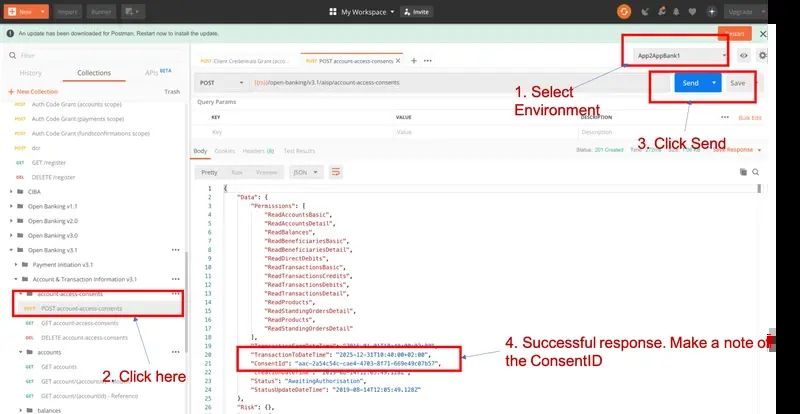 New
Import
Runner
My Workspace
Invite
Upgrade
An update has been downloaded for Postman. Restart now to install the update.
Restart
Filter
History
Collections
APIs
BETA
New Collection
Trash
POST Auth Code Grant (accounts scope)
POST Auth Code Grant (payments scope)
POST Auth Code Grant (fundsconfirmations scope)
POST dcr
GET GET /register
DEL DELETE /register
CIBA
Open Banking v1.1
Open Banking v2.0
Open Banking v3.0
Open Banking v3.1
Payment Initiation v3.1
Account & Transaction Information v3.1
account-access-consents
POST POST account-access-consents
GET GET account-access-consents
DEL DELETE account-access-consents
accounts
GET GET accounts
GET
GET GET account/{accountId} - Reference
balances
2. Click here
POST Client Credentials Grant (acco...
POST POST account-access-consents
App2AppBank1
POST
/open-banking/v3.1/aisp/account-access-consents
Send
Save
1. Select
Environment
3. Click Send
Query Params
KEY
VALUE
DESCRIPTION
Bulk Edit
Key
Value
Description
Body
Cookies
Headers (8)
Test Results
Status: 201 Created
Save Response
Pretty
Raw
Preview
JSON
1 {
2 "Data": {
3 "Permissions": [
4 "ReadAccountsBasic",
5 "ReadAccountsDetail",
6 "ReadBalances",
7 "ReadBeneficiariesBasic",
8 "ReadBeneficiariesDetail",
9 "ReadDirectDebits",
10 "ReadTransactionsBasic",
11 "ReadTransactionsCredits",
12 "ReadTransactionsDebits",
13 "ReadTransactionsDetail",
14 "ReadProducts",
15 "ReadStandingOrdersDetail",
16 "ReadProducts",
17 "ReadStandingOrdersDetail"
18 ],
19
20 "TransactionToDateTime": "2025-12-31T10:40:00+02:00",
21 "ConsentId": "aac-2a54c54c-cae4-4703-8f71-669e49c07b57",
22
23 "Status": "AwaitingAuthorisation",
24 "StatusUpdateDateTime": "2019-08-14T12:05:49.128Z"
25 },
26 "Risk": {},
4. Successful response. Make a note of
the ConsentID